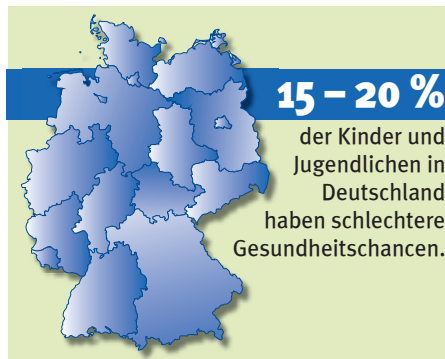 15 – 20 %
der Kinder und
Jugendlichen in
Deutschland
haben schlechtere
Gesundheitschancen.